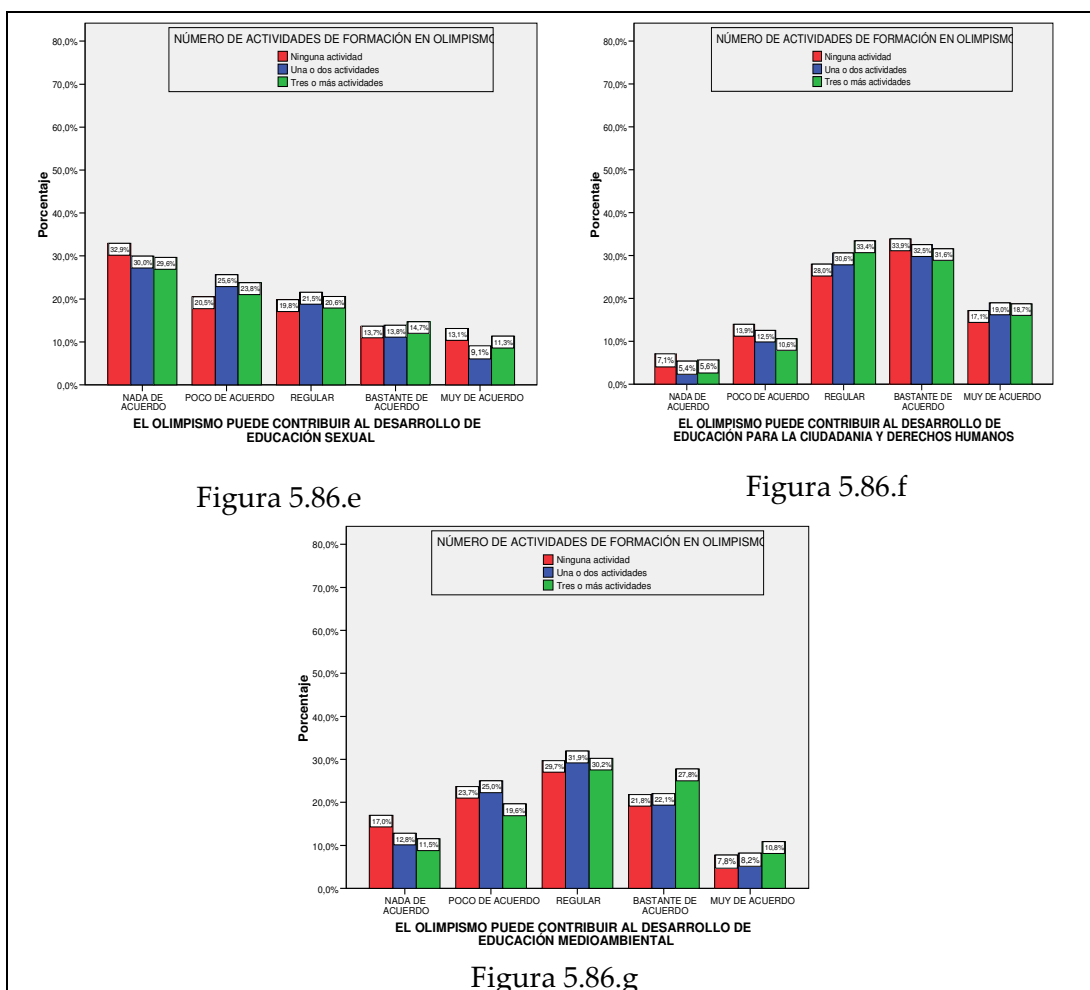 NÚMERO DE ACTIVIDADES DE FORMACIÓN EN OLIMPISMO
Ninguna actividad
Una o dos actividades
Tres o más actividades
80,0%
70,0%
60,0%
50,0%
40,0%
30,0%
20,0%
10,0%
0,0%
Porcentaje
32,9%
30,0%
29,6%
20,5%
25,6%
23,8%
19,8%
21,5%
20,6%
13,7%
13,8%
14,7%
13,1%
9,1%
11,3%
NADA DE
ACUERDO
POCO DE ACUERDO
REGULAR
BASTANTE DE
ACUERDO
MUY DE ACUERDO
EL OLIMPISMO PUEDE CONTRIBUIR AL DESARROLLO DE
EDUCACIÓN SEXUAL
Figura 5.86.e
NÚMERO DE ACTIVIDADES DE FORMACIÓN EN OLIMPISMO
Ninguna actividad
Una o dos actividades
Tres o más actividades
80,0%
70,0%
60,0%
50,0%
40,0%
30,0%
20,0%
10,0%
0,0%
Porcentaje
7,1%
5,4%
5,6%
13,9%
12,5%
10,6%
28,0%
30,6%
33,4%
33,9%
32,5%
31,6%
17,1%
19,0%
18,7%
NADA DE
ACUERDO
POCO DE ACUERDO
REGULAR
BASTANTE DE
ACUERDO
MUY DE ACUERDO
EL OLIMPISMO PUEDE CONTRIBUIR AL DESARROLLO DE
EDUCACIÓN PARA LA CIUDADANIA Y DERECHOS HUMANOS
Figura 5.86.f
NÚMERO DE ACTIVIDADES DE FORMACIÓN EN OLIMPISMO
Ninguna actividad
Una o dos actividades
Tres o más actividades
80,0%
70,0%
60,0%
50,0%
40,0%
30,0%
20,0%
10,0%
0,0%
Porcentaje
17,0%
12,8%
11,5%
23,7%
25,0%
19,6%
29,7%
31,9%
30,2%
21,8%
22,1%
27,8%
7,8%
8,2%
10,8%
NADA DE
ACUERDO
POCO DE ACUERDO
REGULAR
BASTANTE DE
ACUERDO
MUY DE ACUERDO
EL OLIMPISMO PUEDE CONTRIBUIR AL DESARROLLO DE
EDUCACIÓN MEDIOAMBIENTAL
Figura 5.86.g